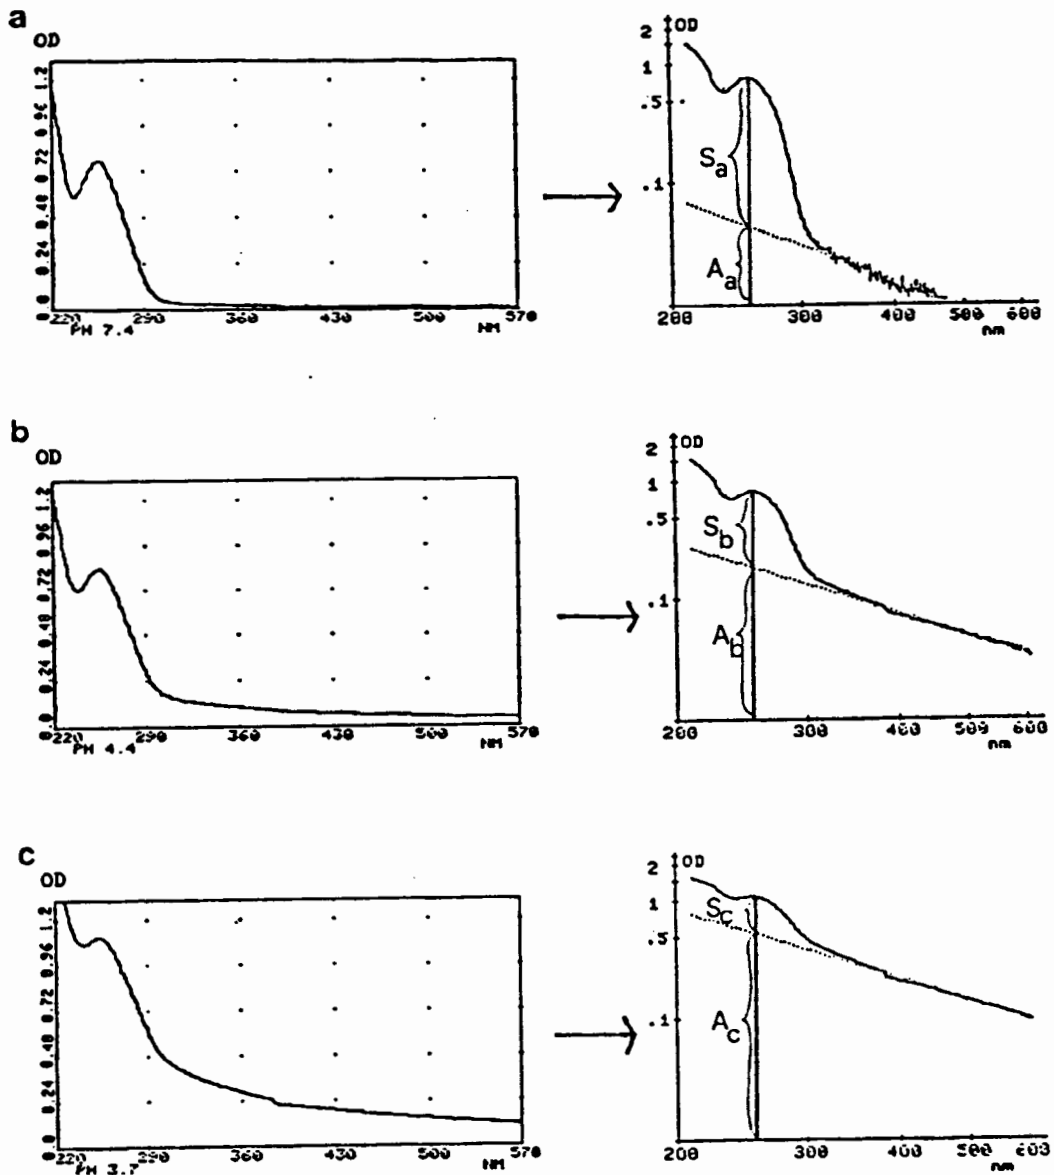 a
OD
0 0.24 0.48 0.72 0.96 1.2
220 290 360 430 500 570
PH 7.4 NM
OD
2
1
.5
.1
Sa
Aa
200 300 400 500 600
nm
b
OD
0 0.24 0.48 0.72 0.96 1.2
220 290 360 430 500 570
PH 4.4 NM
OD
2
1
.5
.1
Sb
Ab
200 300 400 500 600
nm
c
OD
0 0.24 0.48 0.72 0.96 1.2
220 290 360 430 500 570
PH 3.7 NM
OD
2
1
.5
.1
Sc
Ac
200 300 400 500 600
nm